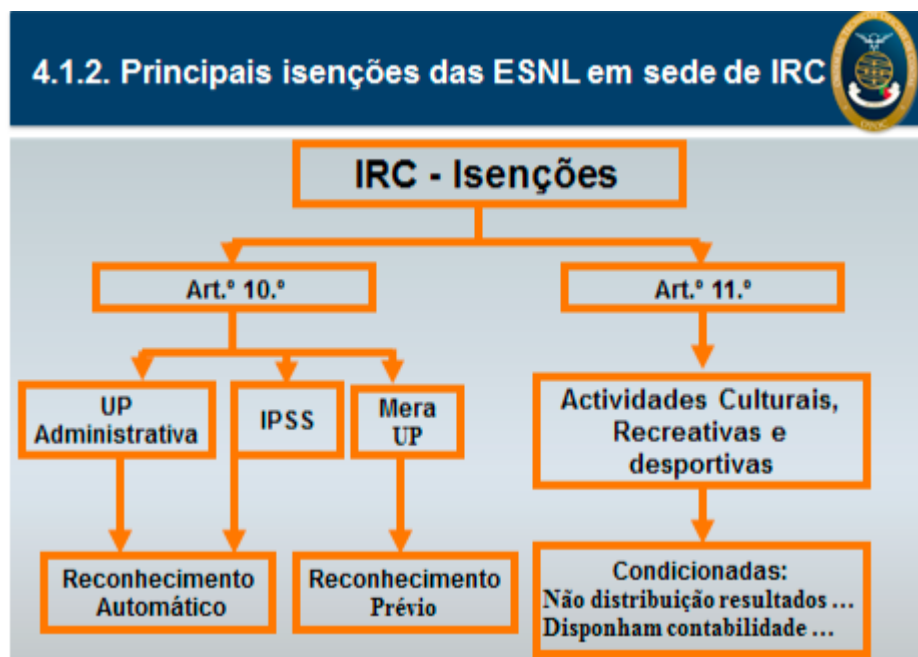 4.1.2. Principais isenções das ESNL em sede de IRC
IRC - Isenções
Art.º 10.º
Art.º 11.º
UP
Administrativa
IPSS
Mera
UP
Actividades Culturais,
Recreativas e
desportivas
Reconhecimento
Automático
Reconhecimento
Prévio
Condicionadas:
Não distribuição resultados ...
Disponham contabilidade ...